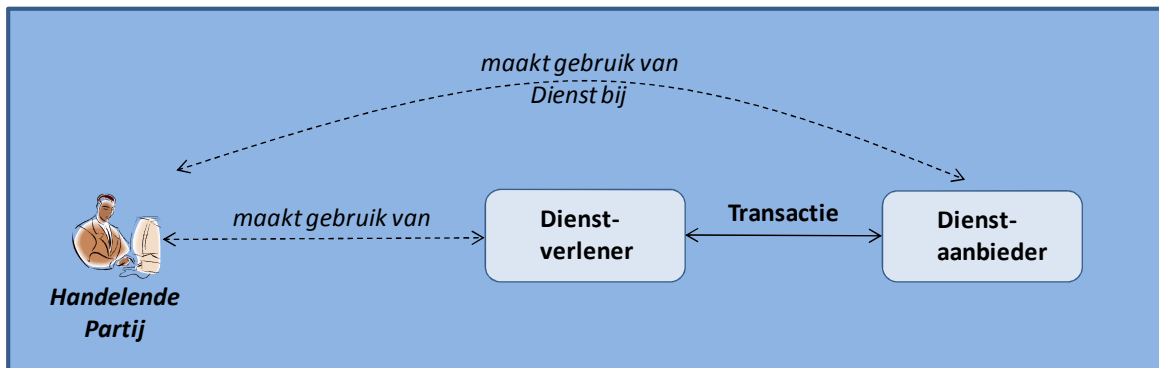 maakt gebruik van
Dienst bij
maakt gebruik van
Dienst-
verlener
Transactie
Dienst-
aanbieder
Handelende
Partij